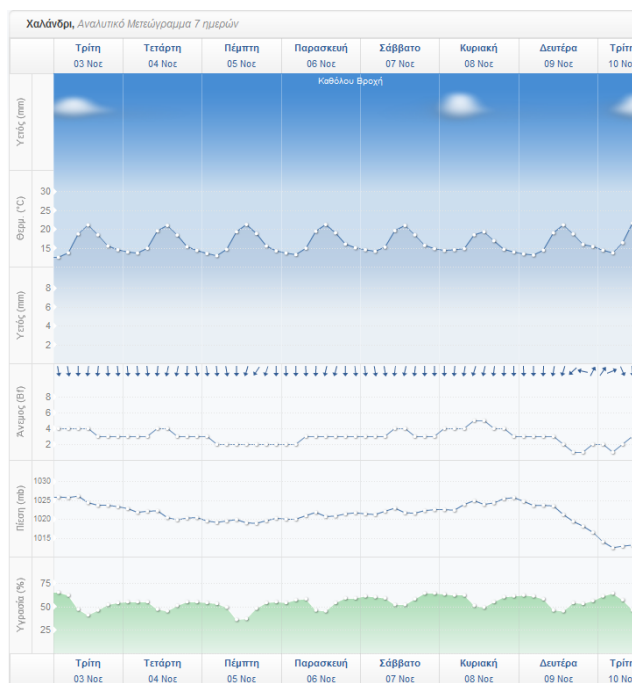 Χαλάνδρι, Αναλυτικό Μετεώγραμμα 7 ημερών
Τρίτη Τετάρτη Πέμπτη Παρασκευή Σάββατο Κυριακή Δευτέρα Τρίτη
03 Νοε 04 Νοε 05 Νοε 06 Νοε 07 Νοε 08 Νοε 09 Νοε 10 Νοε
Καθόλου Βροχή
Υετός (mm)
Θερμ. (°C)
30
25
20
15
Υετός (mm)
8
6
4
2
Άνεμος (Bf)
8
6
4
2
Πίεση (mb)
1030
1025
1020
1015
Υγρασία (%)
75
50
25
Τρίτη Τετάρτη Πέμπτη Παρασκευή Σάββατο Κυριακή Δευτέρα Τρίτη
03 Νοε 04 Νοε 05 Νοε 06 Νοε 07 Νοε 08 Νοε 09 Νοε 10 Νοε